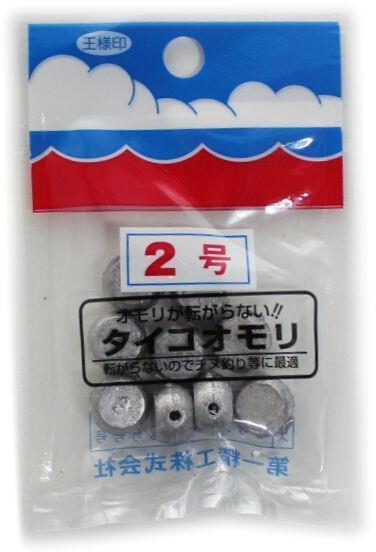 王様印
2号
オモリが転がらない!!
タイコオモリ
転がらないのでチヌ釣り等に最適
第一精工株式会社